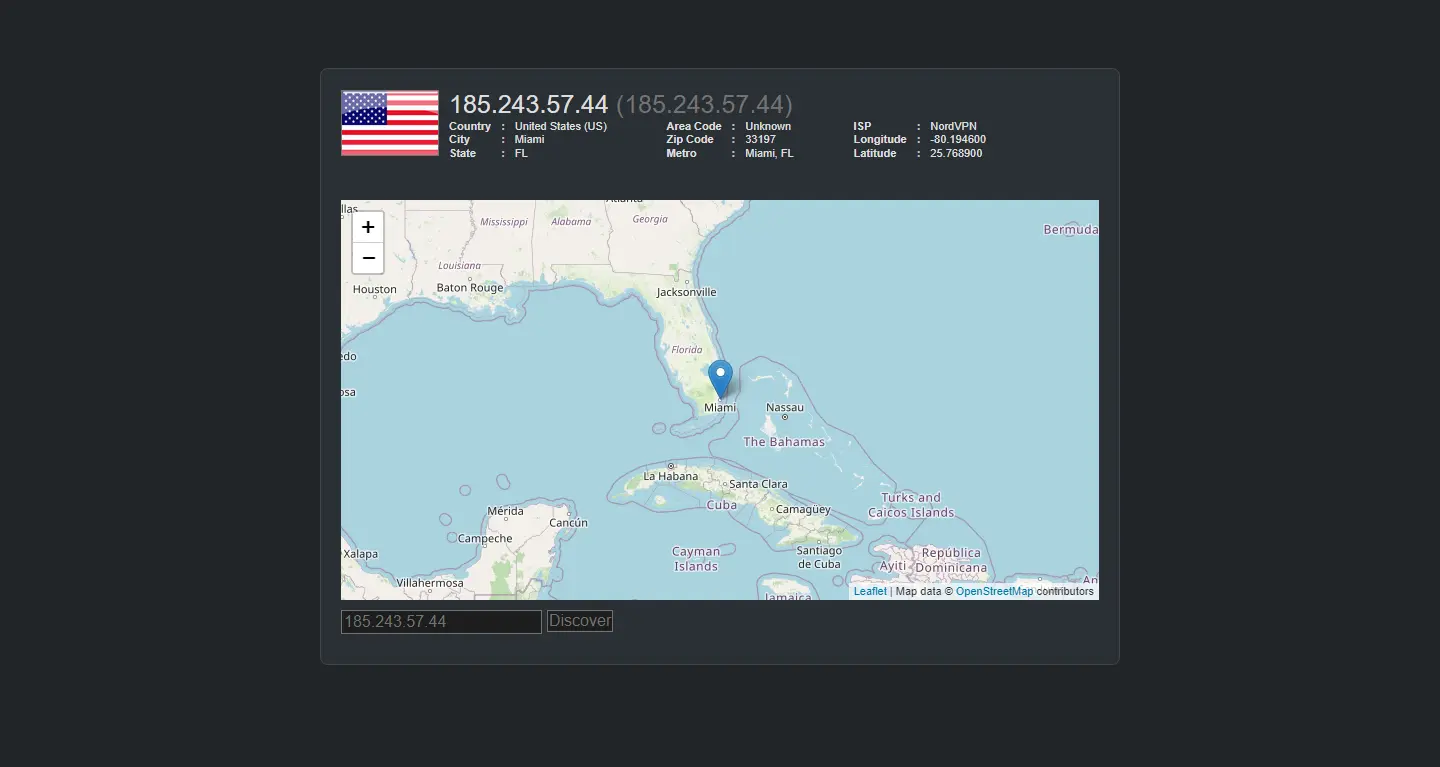 185.243.57.44 (185.243.57.44)
Country : United States (US) Area Code : Unknown ISP : NordVPN
City : Miami Zip Code : 33197 Longitude : -80.194600
State : FL Metro : Miami, FL Latitude : 25.768900
Atlanta
llas
+
Mississippi Alabama Georgia
Bermuda
−
Louisiana
Houston Baton Rouge Jacksonville
Florida
edo
osa
Miami Nassau
The Bahamas
La Habana Santa Clara
Cuba Turks and
Camagüey Caicos Islands
Mérida
Cancún
Campeche
Xalapa Cayman Santiago República
Islands de Cuba Ayiti Dominicana
Villahermosa An
Jamaica
Leaflet | Map data © OpenStreetMap contributors
185.243.57.44 Discover